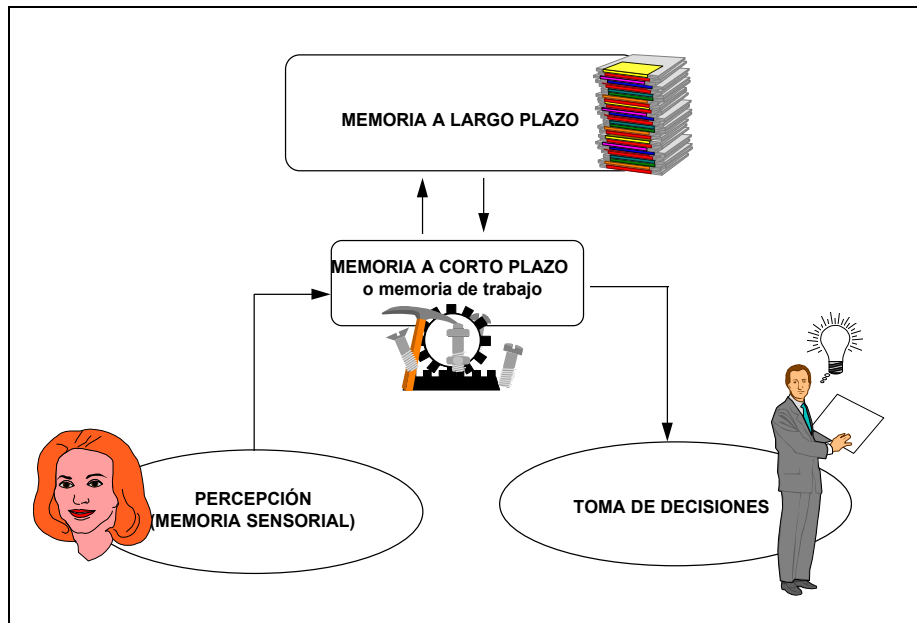 MEMORIA A LARGO PLAZO
MEMORIA A CORTO PLAZO
o memoria de trabajo
PERCEPCIÓN
(MEMORIA SENSORIAL)
TOMA DE DECISIONES